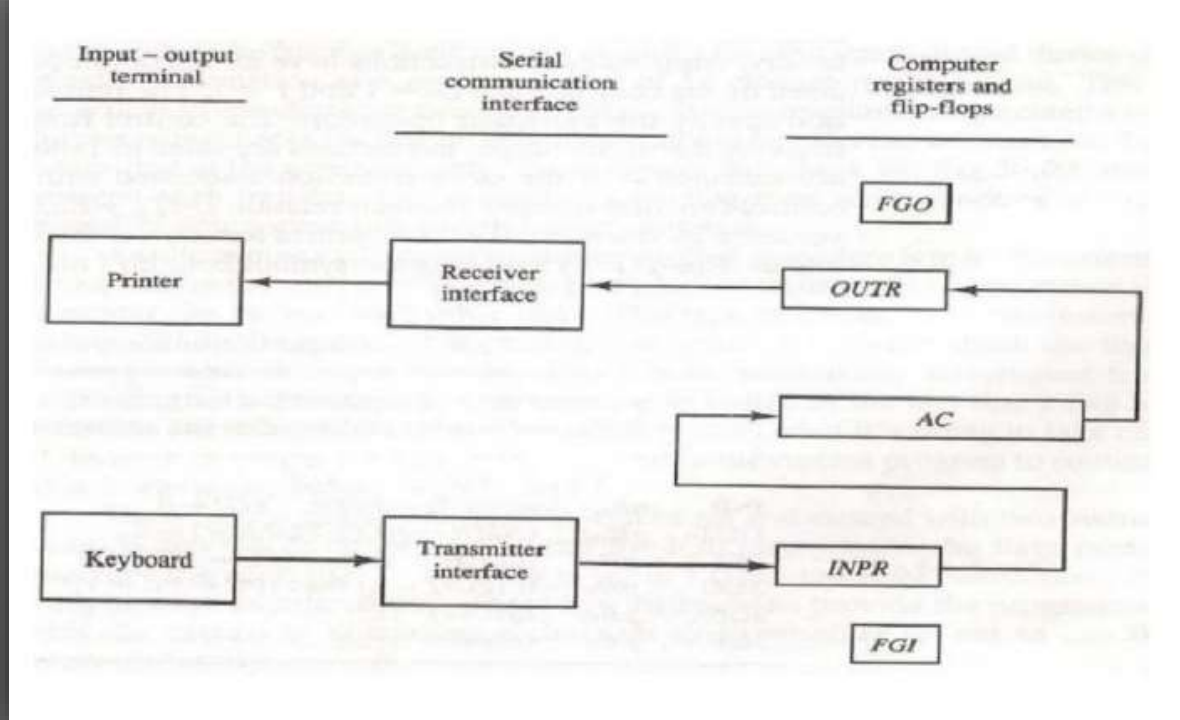 Input – output
terminal
Serial
communication
interface
Computer
registers and
flip-flops
FGO
Printer
Receiver
interface
OUTR
AC
Keyboard
Transmitter
interface
INPR
FGI